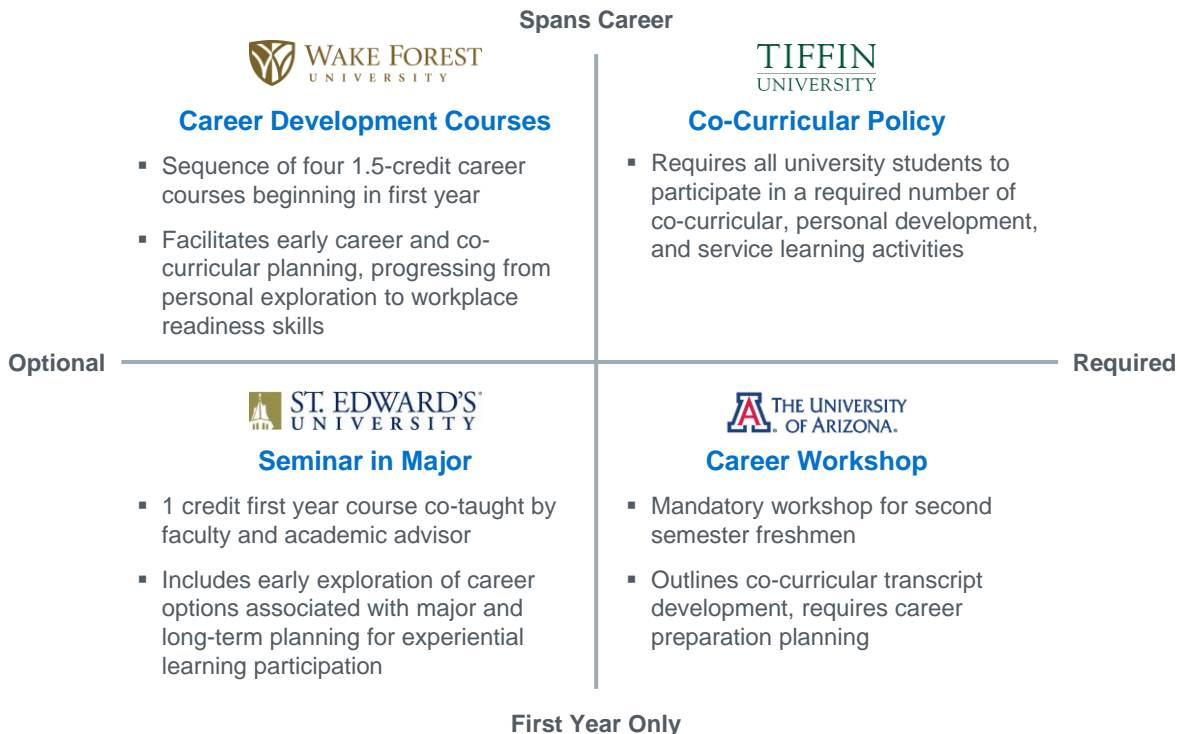 Spans Career
WAKE FOREST
UNIVERSITY
Career Development Courses
▪ Sequence of four 1.5-credit career
courses beginning in first year
▪ Facilitates early career and co-
curricular planning, progressing from
personal exploration to workplace
readiness skills
TIFFIN
UNIVERSITY
Co-Curricular Policy
▪ Requires all university students to
participate in a required number of
co-curricular, personal development,
and service learning activities
Optional
Required
ST. EDWARD'S
UNIVERSITY
Seminar in Major
▪ 1 credit first year course co-taught by
faculty and academic advisor
▪ Includes early exploration of career
options associated with major and
long-term planning for experiential
learning participation
A
THE UNIVERSITY
OF ARIZONA.
Career Workshop
▪ Mandatory workshop for second
semester freshmen
▪ Outlines co-curricular transcript
development, requires career
preparation planning
First Year Only